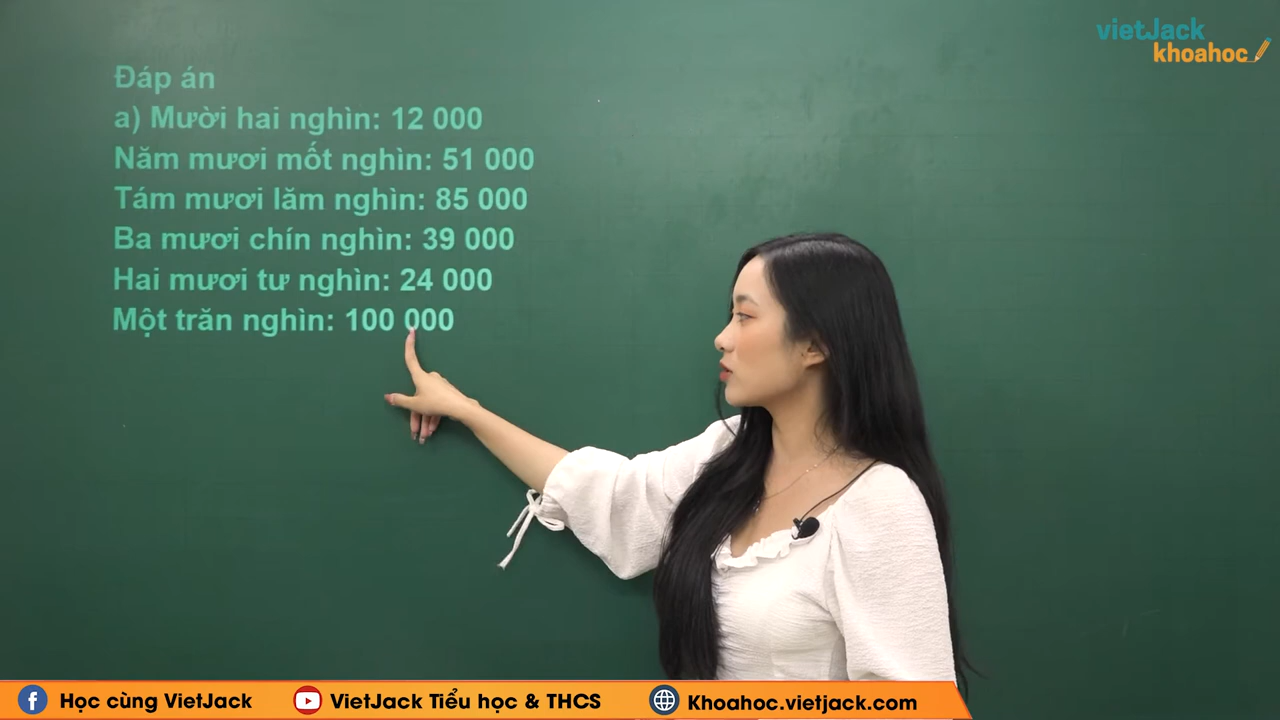 vietJack
khoahoc
Đáp án
a) Mười hai nghìn: 12 000
Năm mươi mốt nghìn: 51 000
Tám mươi lăm nghìn: 85 000
Ba mươi chín nghìn: 39 000
Hai mươi tư nghìn: 24 000
Một trăn nghìn: 100 000
Học cùng VietJack
VietJack Tiểu học & THCS
Khoahoc.vietjack.com